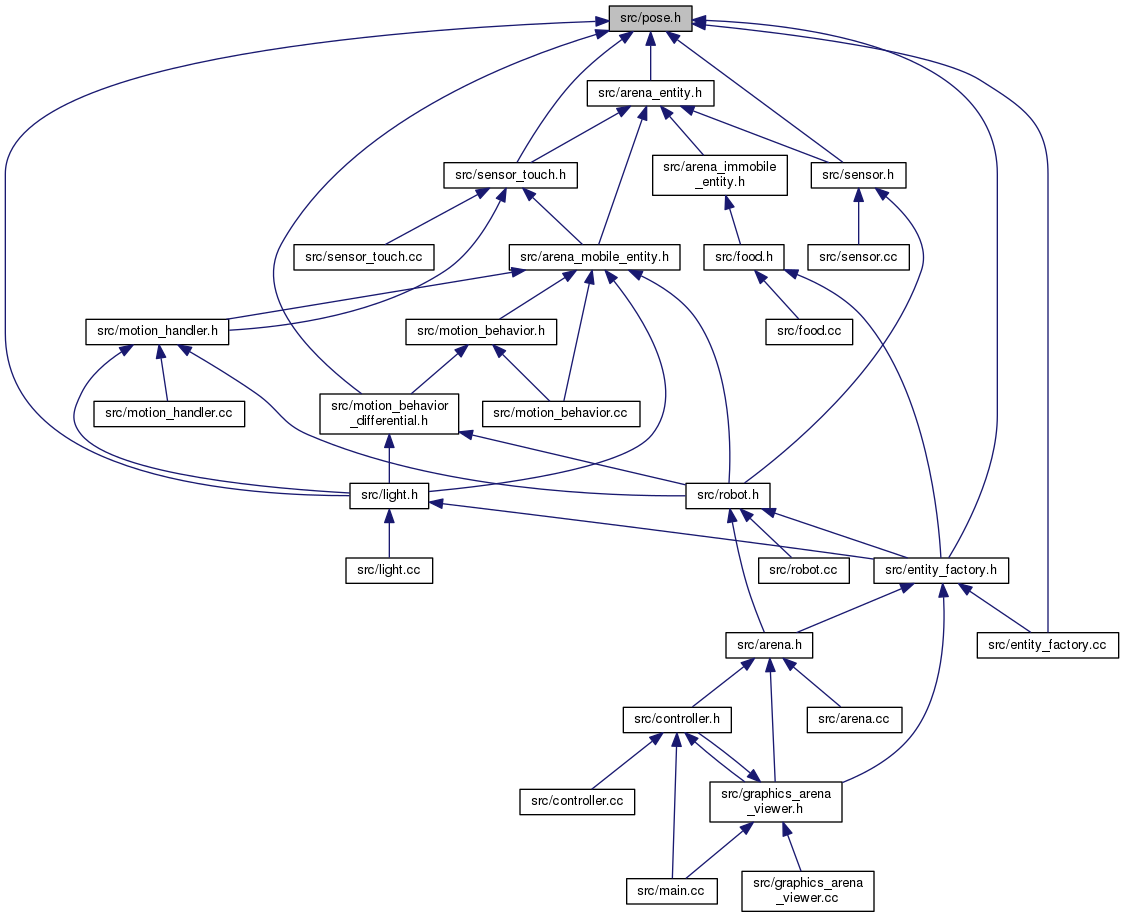 src/pose.h
src/arena_entity.h
src/sensor_touch.h
src/arena_immobile
_entity.h
src/sensor.h
src/sensor_touch.cc
src/arena_mobile_entity.h
src/food.h
src/sensor.cc
src/motion_handler.h
src/motion_behavior.h
src/food.cc
src/motion_handler.cc
src/motion_behavior
_differential.h
src/motion_behavior.cc
src/light.h
src/robot.h
src/light.cc
src/robot.cc
src/entity_factory.h
src/arena.h
src/entity_factory.cc
src/controller.h
src/arena.cc
src/controller.cc
src/graphics_arena
_viewer.h
src/main.cc
src/graphics_arena
_viewer.cc